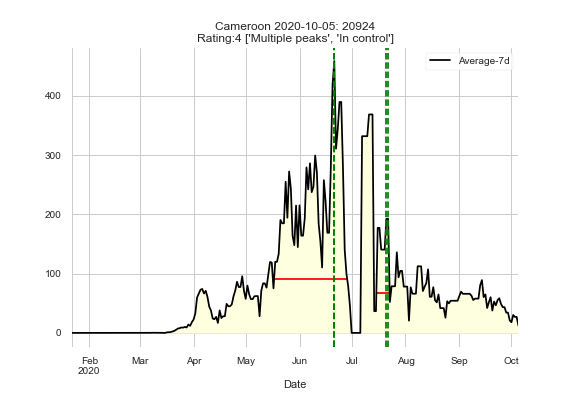 Cameroon 2020-10-05: 20924
Rating:4 ['Multiple peaks', 'In control']
Average-7d
400
300
200
100
0
Feb Mar Apr May Jun Jul Aug Sep Oct
2020
Date